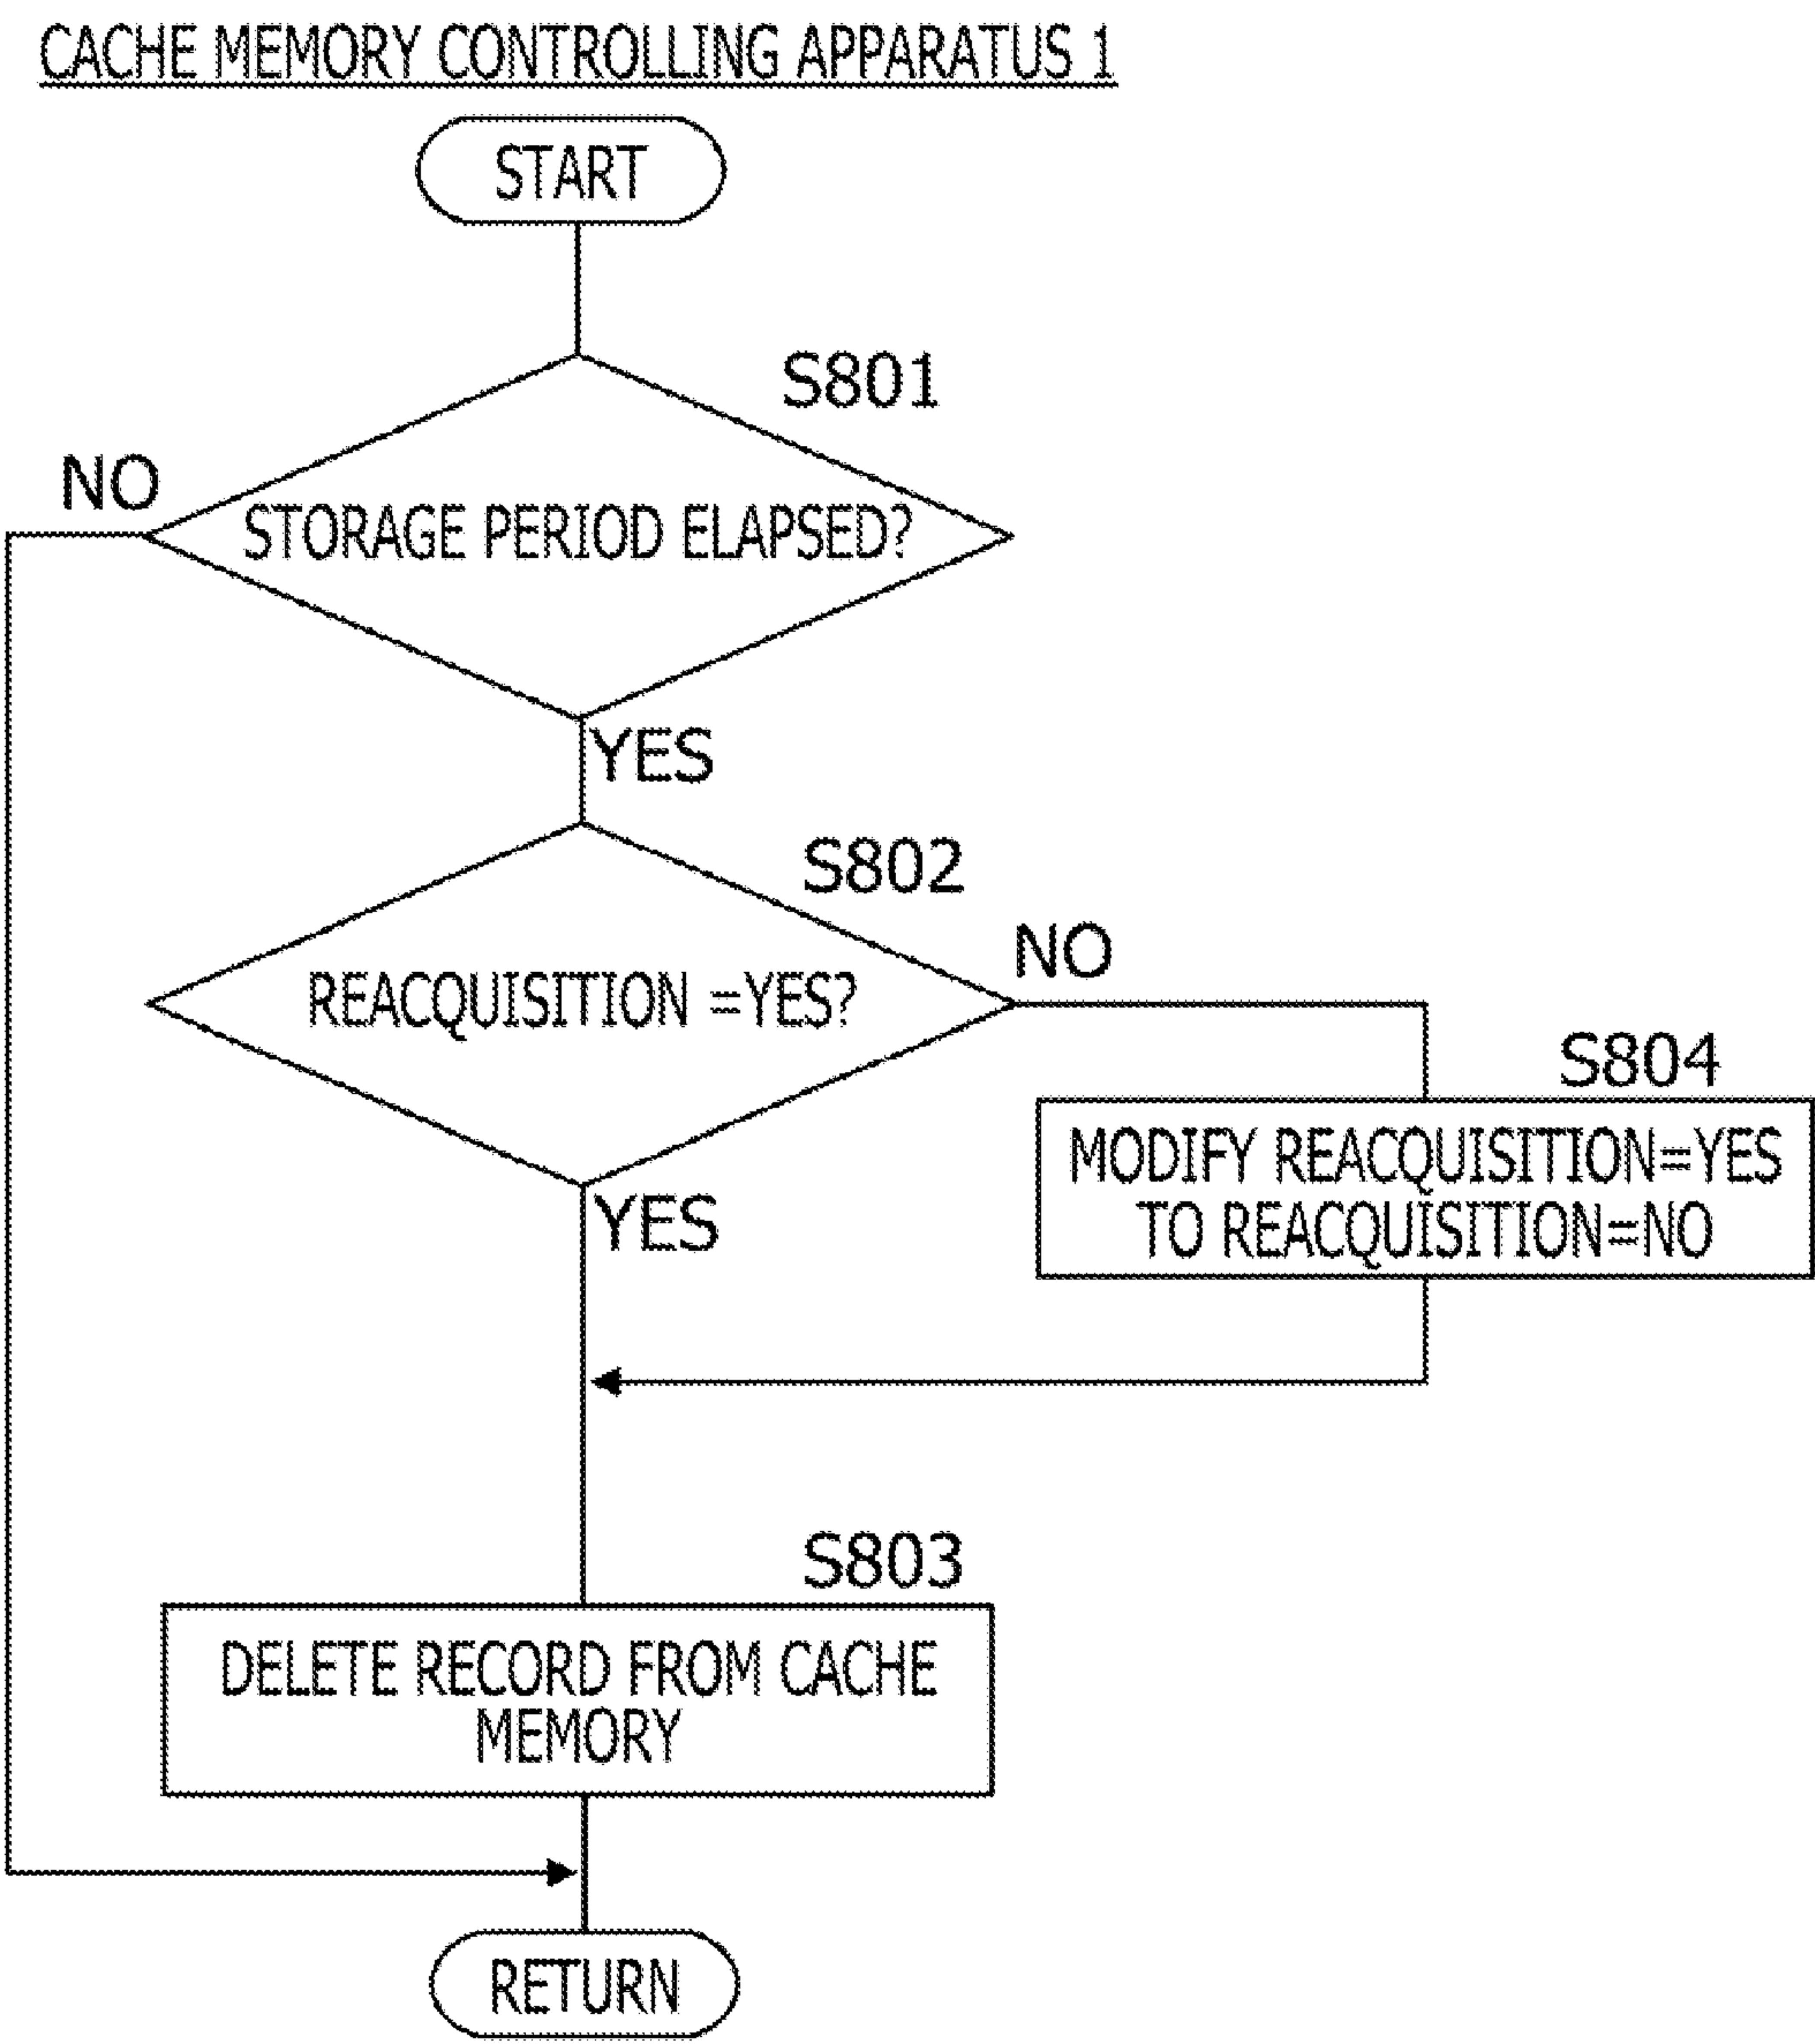 CACHE MEMORY CONTROLLING APPARATUS 1
START
S801
NO
STORAGE PERIOD ELAPSED?
YES
S802
NO
REACQUISITION =YES?
S804
MODIFY REACQUISITION=YES
TO REACQUISITION=NO
YES
S803
DELETE RECORD FROM CACHE
MEMORY
RETURN